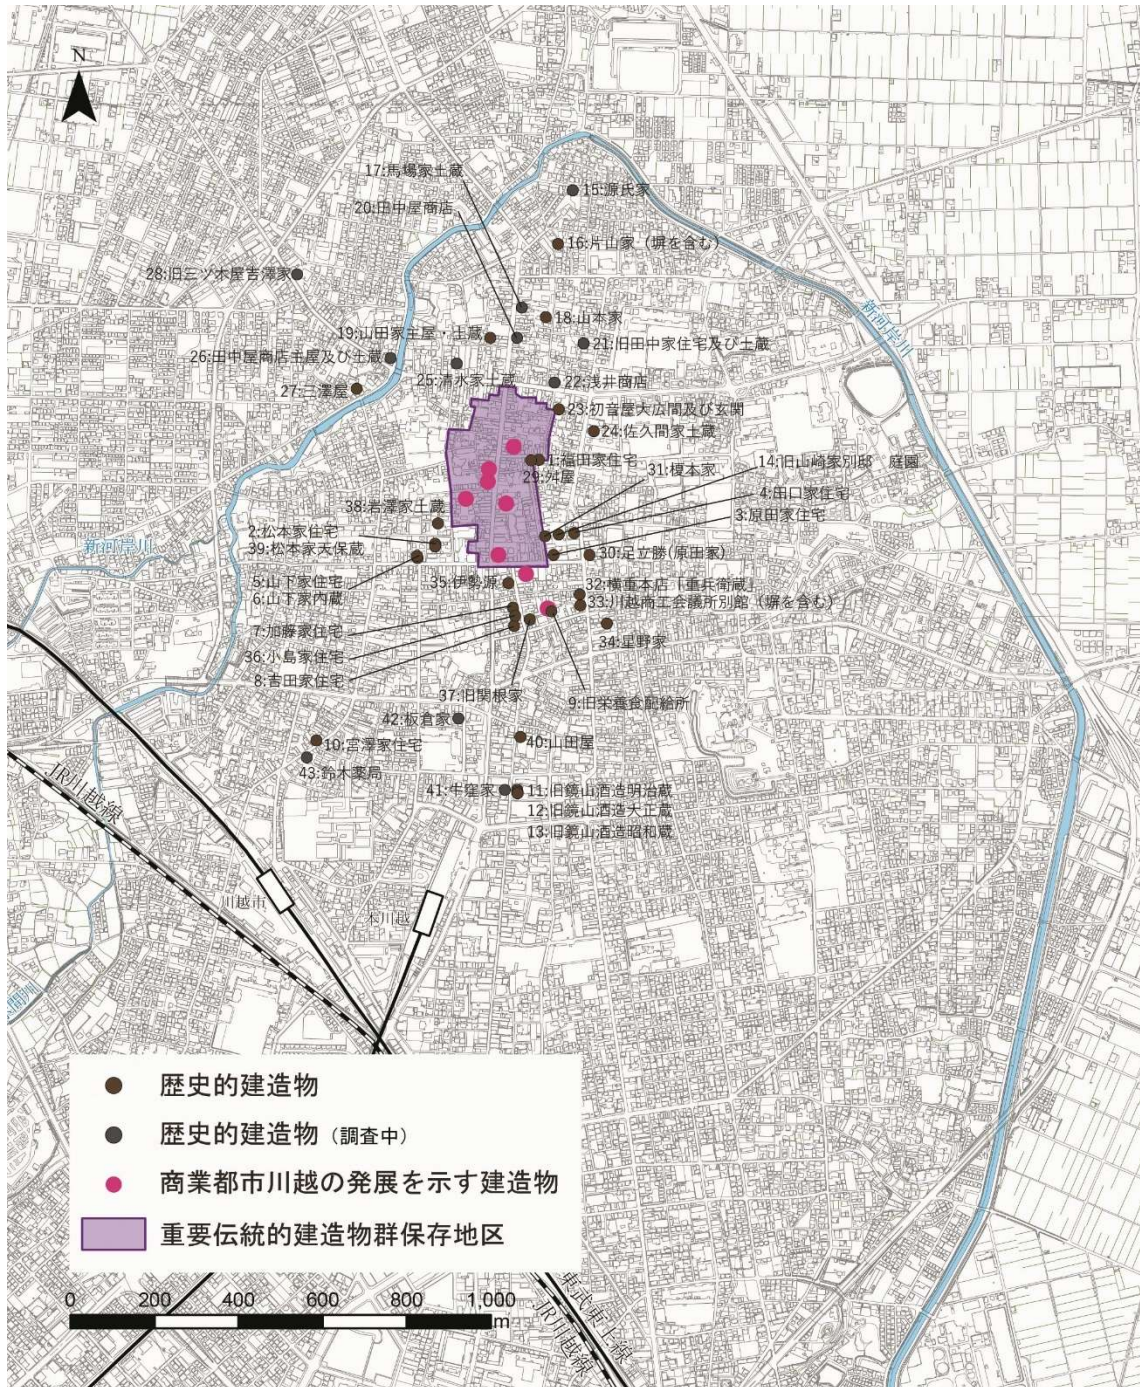 N
17:馬場家土蔵
15:源氏家
20:田中屋商店
16:片山家（塀を含む）
28:旧三ツ木屋吉澤家
新河岸川
18:山本家
19:山田家主屋・土蔵
21:旧田中家住宅及び土蔵
26:田中屋商店主屋及び土蔵
25:清水家土蔵
22:浅井商店
27:三澤屋
23:初音屋大広間及び玄関
24:佐久間家土蔵
1:福田家住宅
14:旧山崎家別邸 庭園
31:榎本家
29:舛屋
4:田口家住宅
38:岩澤家土蔵
3:原田家住宅
2:松本家住宅
新河岸川
39:松本家天保蔵
30:足立勝(原田家)
5:山下家住宅
35:伊勢源
32:横重本店「重兵衛蔵」
6:山下家内蔵
33:川越商工会議所別館（塀を含む）
7:加藤家住宅
34:星野家
36:小島家住宅
8:吉田家住宅
37:旧関根家
9:旧栄養食配給所
42:板倉家
10:宮澤家住宅
40:山田屋
43:鈴木薬局
JR川越線
41:牛窪家
11:旧鏡山酒造明治蔵
12:旧鏡山酒造大正蔵
13:旧鏡山酒造昭和蔵
川越市
本川越
歴史的建造物
歴史的建造物（調査中）
商業都市川越の発展を示す建造物
重要伝統的建造物群保存地区
0 200 400 600 800 1,000
m
東武東上線
JR川越線